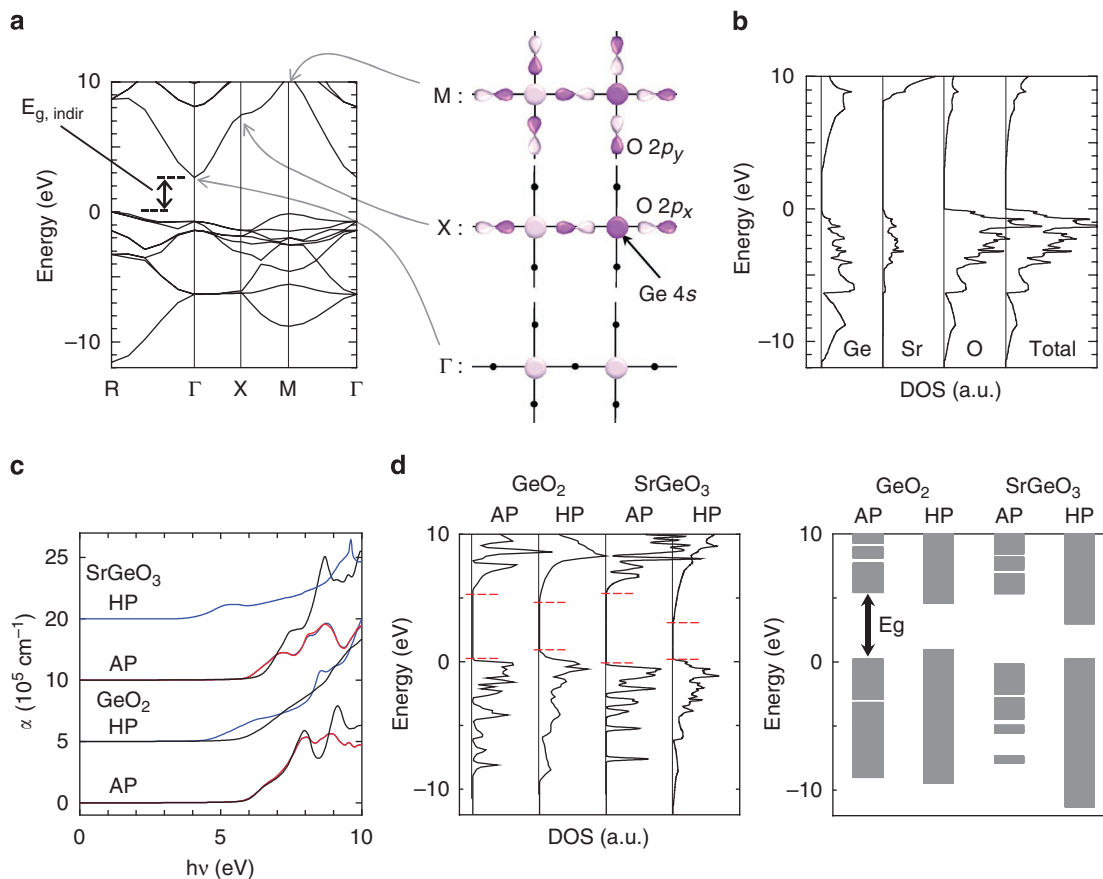 a
10
0
−10
Energy (eV)
E_g, indir
R Γ X M Γ
M :
O 2p_y
X :
O 2p_x
Ge 4s
Γ :
b
10
0
−10
Energy (eV)
Ge Sr O Total
DOS (a.u.)
c
25
20
10
5
0
α (10⁵ cm⁻¹)
SrGeO₃
HP
AP
GeO₂
HP
AP
0 5 10
hν (eV)
d
GeO₂ SrGeO₃
AP HP AP HP
10
0
−10
Energy (eV)
DOS (a.u.)
GeO₂ SrGeO₃
AP HP AP HP
10
0
−10
Energy (eV)
Eg